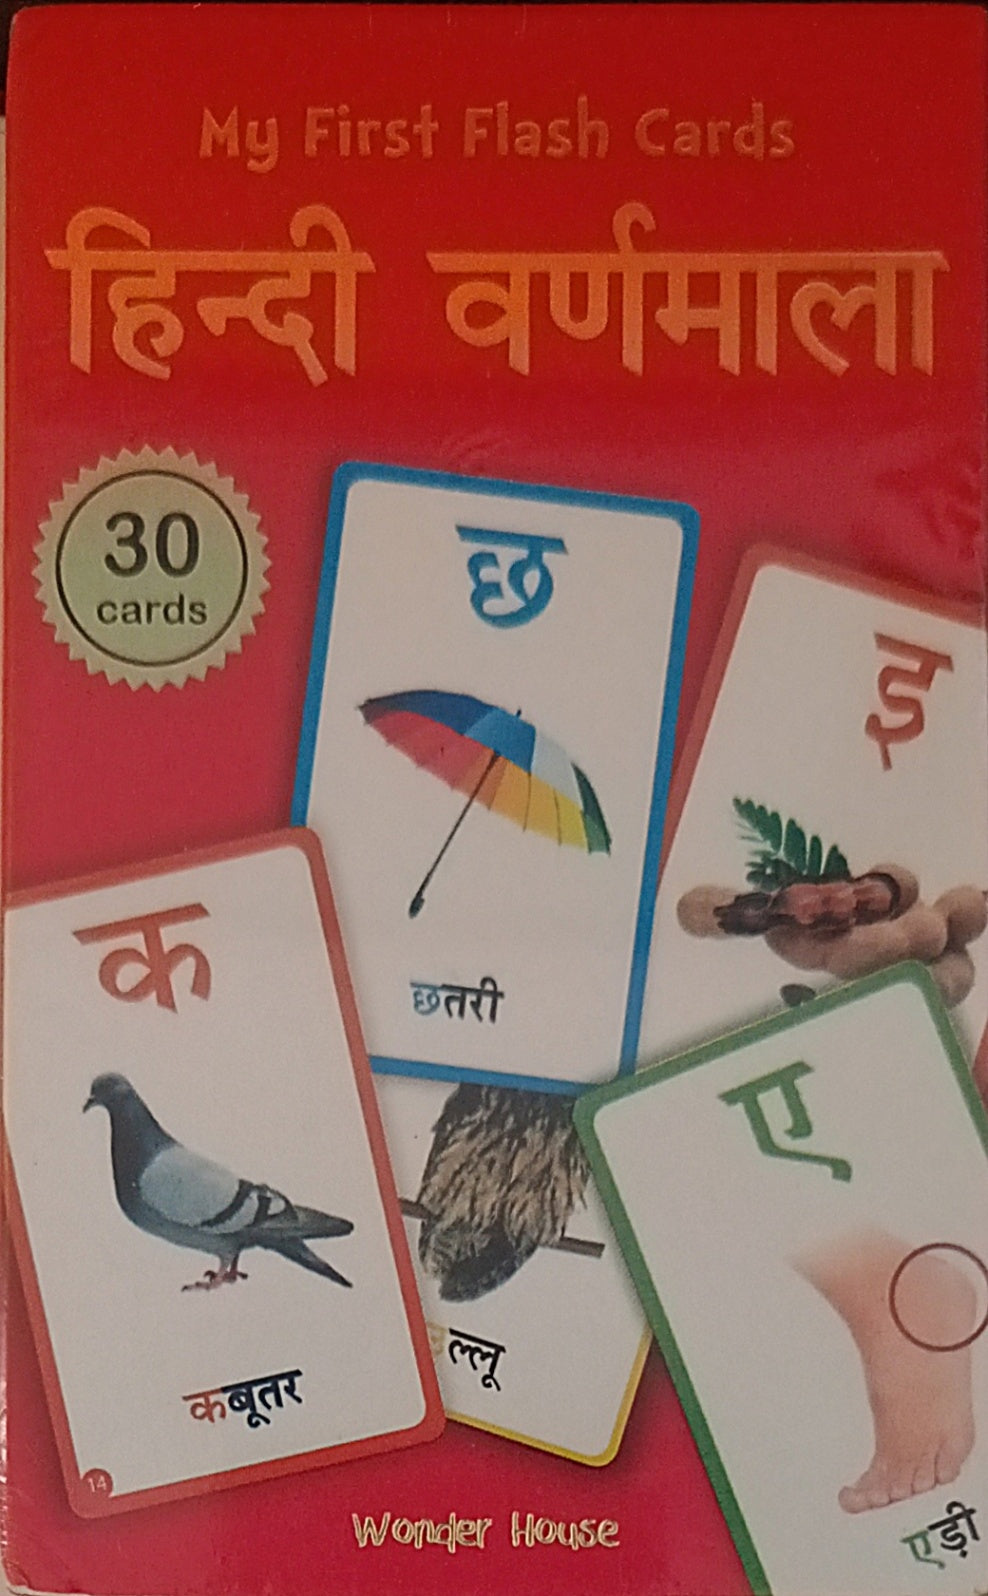 My First Flash Cards
हिन्दी वर्णमाला
30
cards
छ
छतरी
इ
क
कबूतर
14
ल्लू
ए
एड़ी
Wonder House